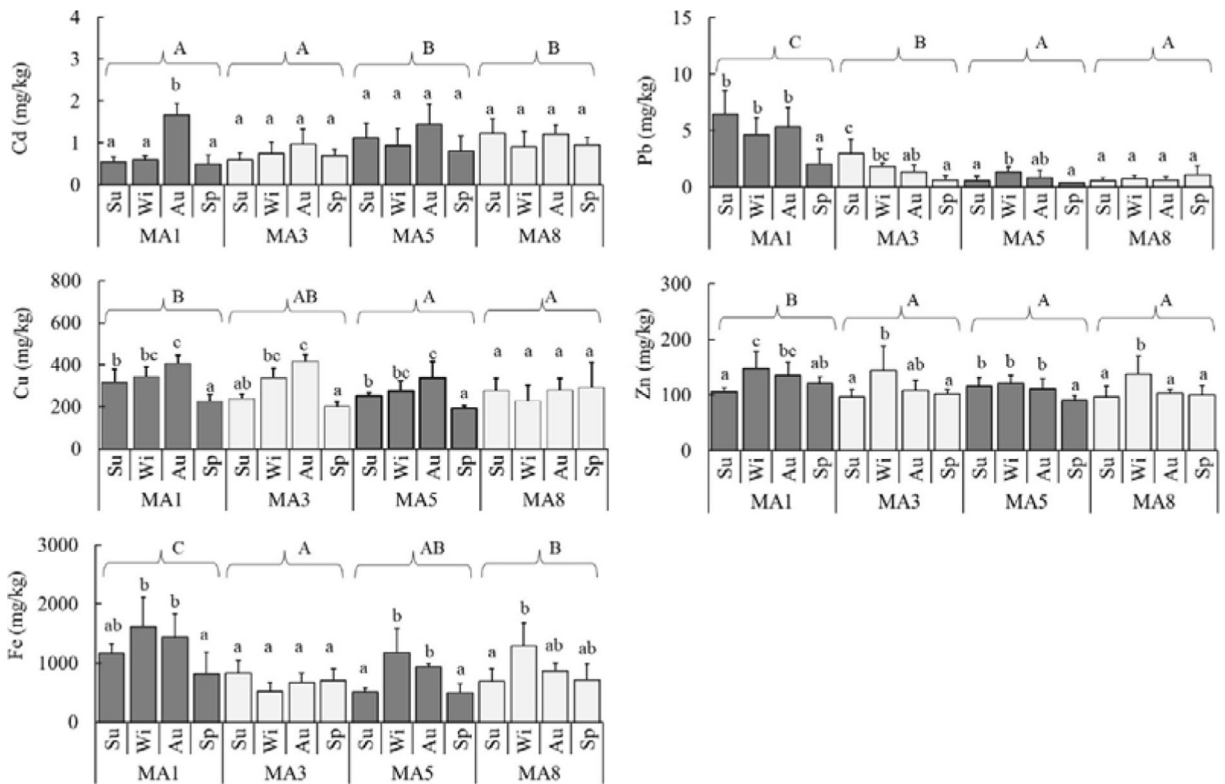 Cd (mg/kg)
4
3
2
1
0
A A B B
a a b a a a a a a a a a a a a a
Su Wi Au Sp Su Wi Au Sp Su Wi Au Sp Su Wi Au Sp
MA1 MA3 MA5 MA8
Pb (mg/kg)
15
10
5
0
C B A A
b b b a c bc ab a a b ab a a a a a
Su Wi Au Sp Su Wi Au Sp Su Wi Au Sp Su Wi Au Sp
MA1 MA3 MA5 MA8
Cu (mg/kg)
800
600
400
200
0
B AB A A
b bc c a ab bc c a b bc c a a a a a
Su Wi Au Sp Su Wi Au Sp Su Wi Au Sp Su Wi Au Sp
MA1 MA3 MA5 MA8
Zn (mg/kg)
300
200
100
0
B A A A
a c bc ab a b ab a b b b a a b a a
Su Wi Au Sp Su Wi Au Sp Su Wi Au Sp Su Wi Au Sp
MA1 MA3 MA5 MA8
Fe (mg/kg)
3000
2000
1000
0
C A AB B
ab b b a a a a a a b b a a b ab ab
Su Wi Au Sp Su Wi Au Sp Su Wi Au Sp Su Wi Au Sp
MA1 MA3 MA5 MA8